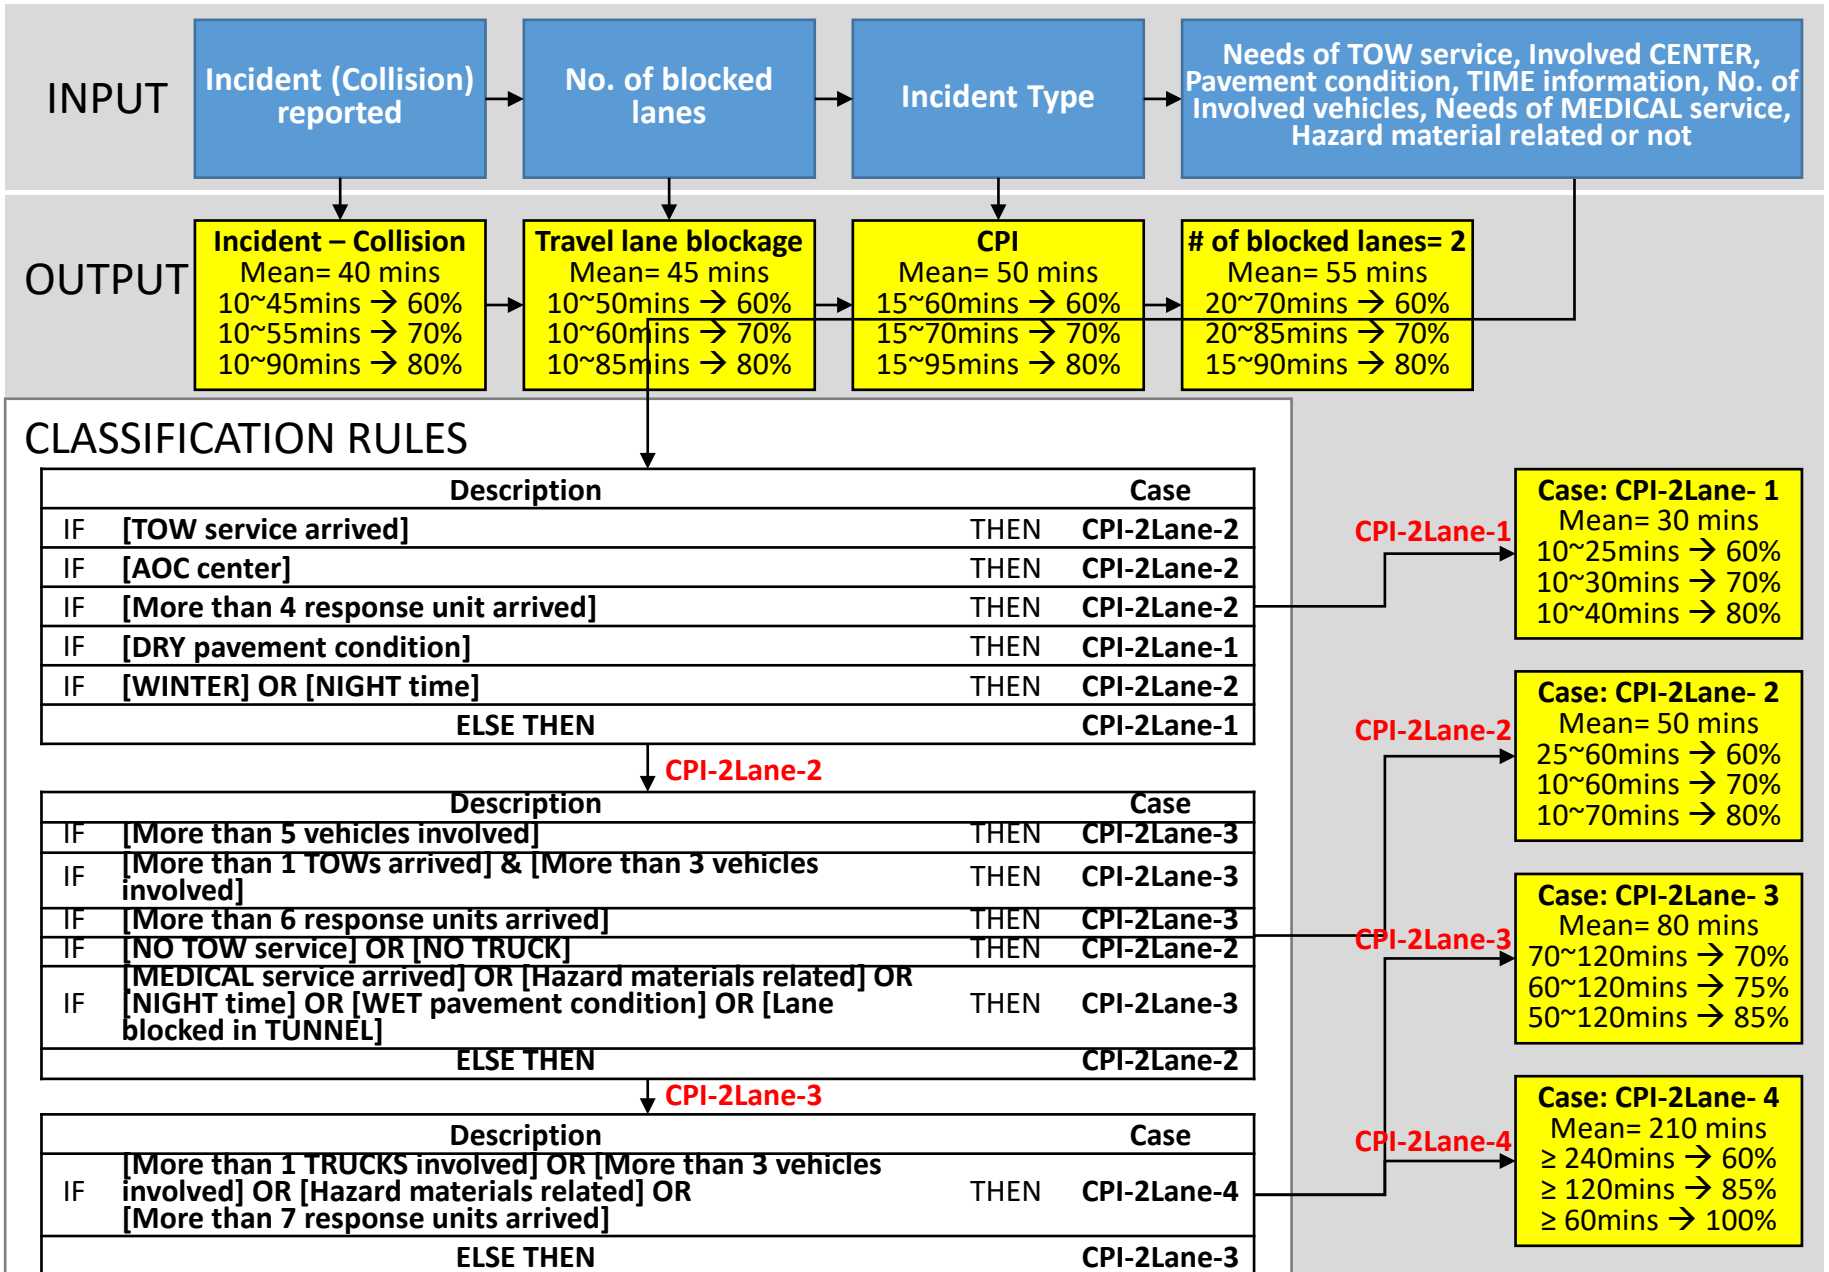 INPUT
Incident (Collision)
reported
No. of blocked
lanes
Incident Type
Needs of TOW service, Involved CENTER,
Pavement condition, TIME information, No. of
Involved vehicles, Needs of MEDICAL service,
Hazard material related or not
OUTPUT
Incident – Collision
Mean= 40 mins
10~45mins → 60%
10~55mins → 70%
10~90mins → 80%
Travel lane blockage
Mean= 45 mins
10~50mins → 60%
10~60mins → 70%
10~85mins → 80%
CPI
Mean= 50 mins
15~60mins → 60%
15~70mins → 70%
15~95mins → 80%
# of blocked lanes= 2
Mean= 55 mins
20~70mins → 60%
20~85mins → 70%
15~90mins → 80%
CLASSIFICATION RULES
Description Case
IF [TOW service arrived] THEN CPI-2Lane-2
IF [AOC center] THEN CPI-2Lane-2
IF [More than 4 response unit arrived] THEN CPI-2Lane-2
IF [DRY pavement condition] THEN CPI-2Lane-1
IF [WINTER] OR [NIGHT time] THEN CPI-2Lane-2
ELSE THEN CPI-2Lane-1
CPI-2Lane-2
Description Case
IF [More than 5 vehicles involved] THEN CPI-2Lane-3
IF [More than 1 TOWs arrived] & [More than 3 vehicles
involved] THEN CPI-2Lane-3
IF [More than 6 response units arrived] THEN CPI-2Lane-3
IF [NO TOW service] OR [NO TRUCK] THEN CPI-2Lane-2
[MEDICAL service arrived] OR [Hazard materials related] OR
IF [NIGHT time] OR [WET pavement condition] OR [Lane THEN CPI-2Lane-3
blocked in TUNNEL]
ELSE THEN CPI-2Lane-2
CPI-2Lane-3
Description Case
[More than 1 TRUCKS involved] OR [More than 3 vehicles
IF involved] OR [Hazard materials related] OR THEN CPI-2Lane-4
[More than 7 response units arrived]
ELSE THEN CPI-2Lane-3
CPI-2Lane-1
Case: CPI-2Lane- 1
Mean= 30 mins
10~25mins → 60%
10~30mins → 70%
10~40mins → 80%
CPI-2Lane-2
Case: CPI-2Lane- 2
Mean= 50 mins
25~60mins → 60%
10~60mins → 70%
10~70mins → 80%
CPI-2Lane-3
Case: CPI-2Lane- 3
Mean= 80 mins
70~120mins → 70%
60~120mins → 75%
50~120mins → 85%
CPI-2Lane-4
Case: CPI-2Lane- 4
Mean= 210 mins
≥ 240mins → 60%
≥ 120mins → 85%
≥ 60mins → 100%